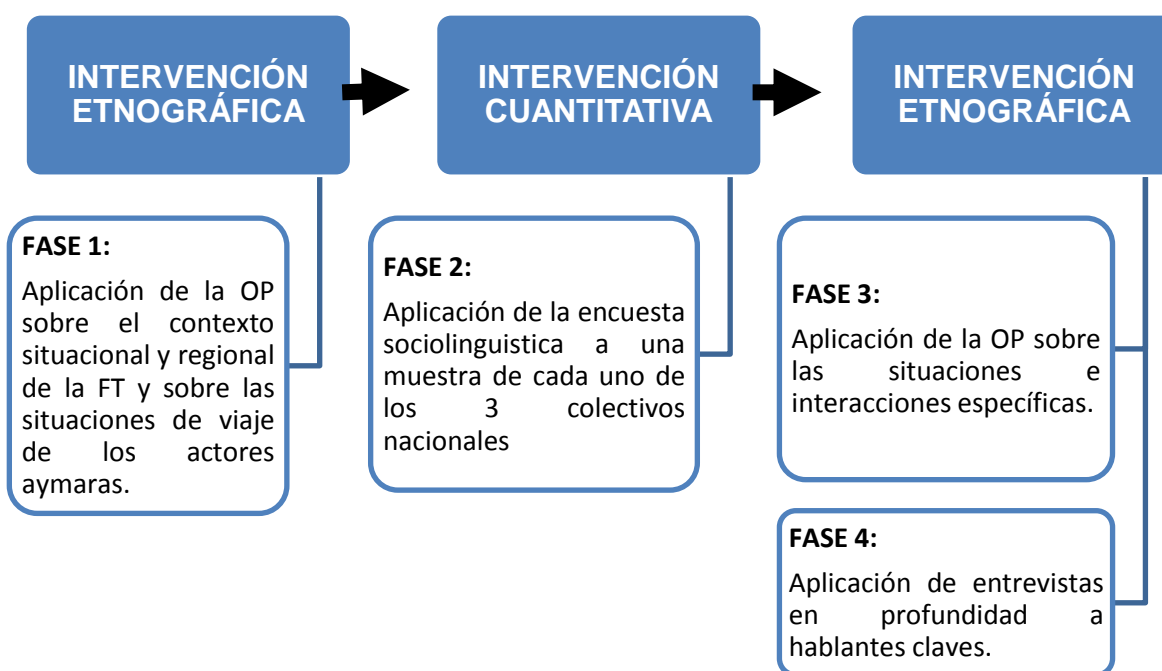 INTERVENCIÓN
ETNOGRÁFICA
INTERVENCIÓN
CUANTITATIVA
INTERVENCIÓN
ETNOGRÁFICA
FASE 1:
Aplicación de la OP
sobre el contexto
situacional y regional
de la FT y sobre las
situaciones de viaje
de los actores
aymaras.
FASE 2:
Aplicación de la encuesta
sociolinguistica a una
muestra de cada uno de
los 3 colectivos
nacionales
FASE 3:
Aplicación de la OP sobre
las situaciones e
interacciones específicas.
FASE 4:
Aplicación de entrevistas
en profundidad a
hablantes claves.